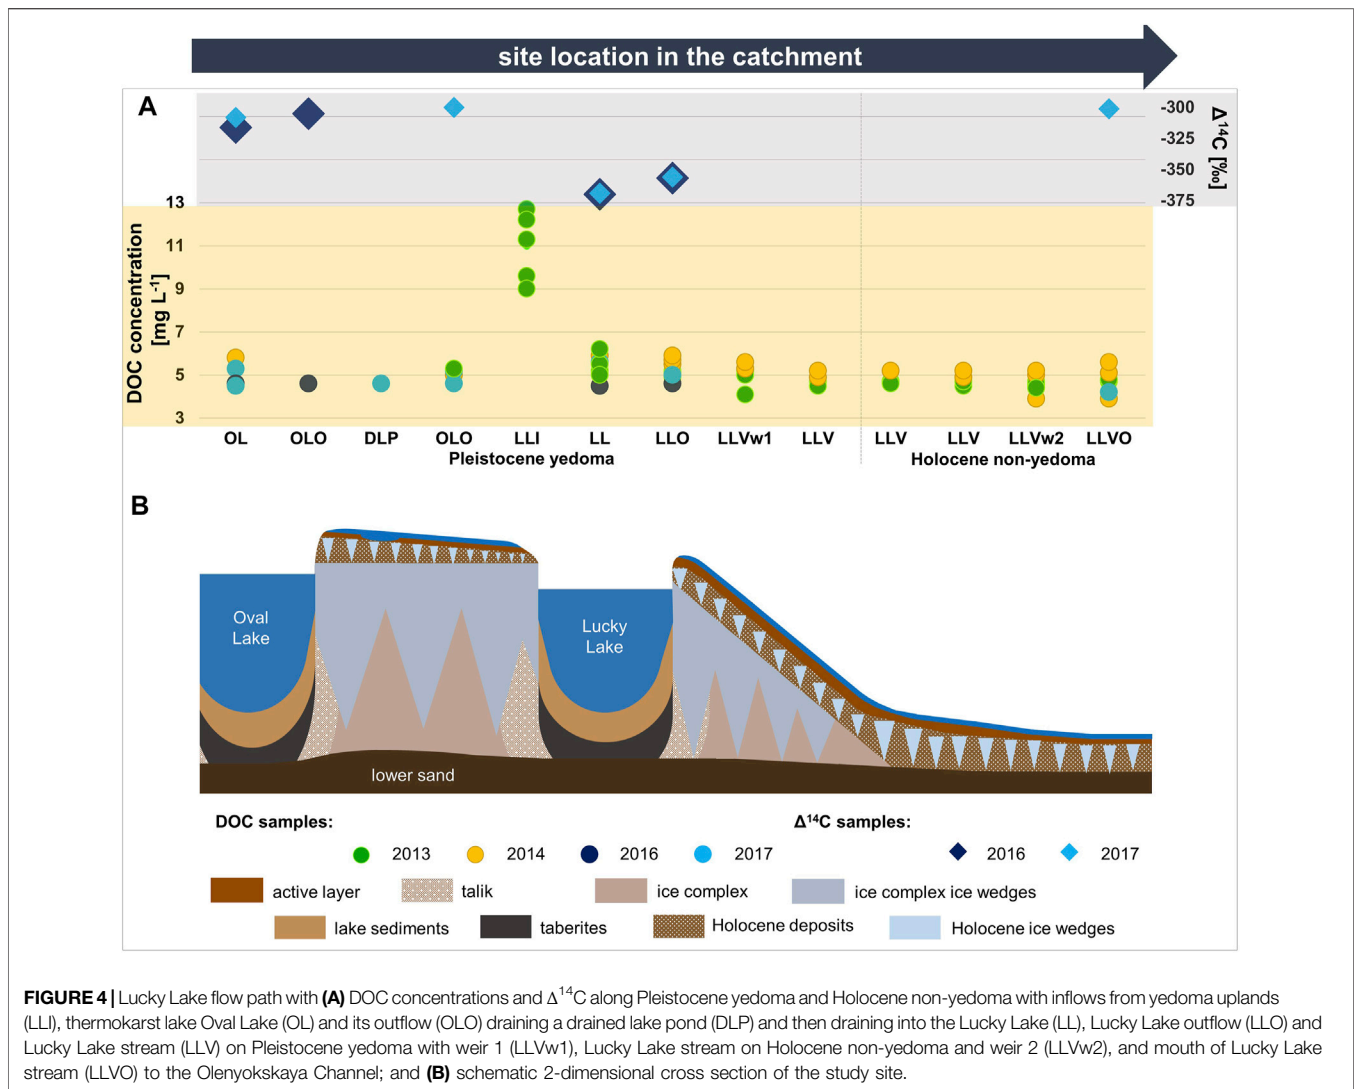 site location in the catchment
A
-300
-325
-350
-375
Δ¹⁴C [‰]
13
11
9
7
5
3
DOC concentration
[mg L⁻¹]
OL OLO DLP OLO LLI LL LLO LLVw1 LLV LLV LLV LLVw2 LLVO
Pleistocene yedoma Holocene non-yedoma
B
Oval
Lake
Lucky
Lake
lower sand
DOC samples: Δ¹⁴C samples:
2013 2014 2016 2017 2016 2017
active layer talik ice complex ice complex ice wedges
lake sediments taberites Holocene deposits Holocene ice wedges
FIGURE 4 | Lucky Lake flow path with (A) DOC concentrations and Δ¹⁴C along Pleistocene yedoma and Holocene non-yedoma with inflows from yedoma uplands
(LLI), thermokarst lake Oval Lake (OL) and its outflow (OLO) draining a drained lake pond (DLP) and then draining into the Lucky Lake (LL), Lucky Lake outflow (LLO) and
Lucky Lake stream (LLV) on Pleistocene yedoma with weir 1 (LLVw1), Lucky Lake stream on Holocene non-yedoma and weir 2 (LLVw2), and mouth of Lucky Lake
stream (LLVO) to the Olenyokskaya Channel; and (B) schematic 2-dimensional cross section of the study site.